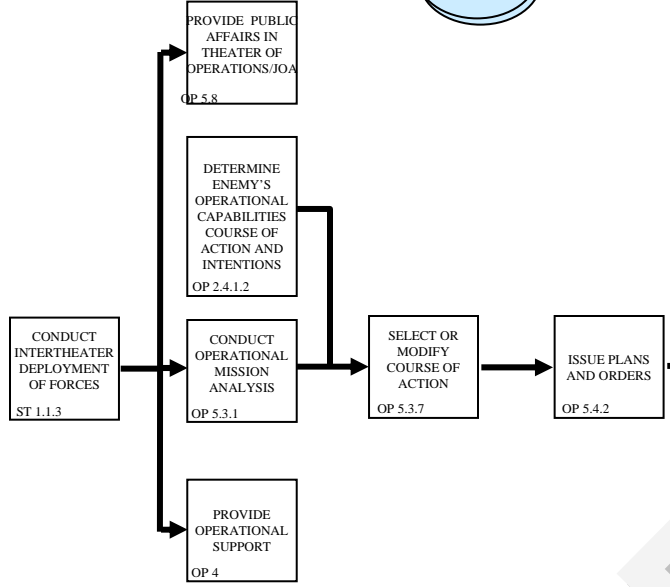 PROVIDE PUBLIC
AFFAIRS IN
THEATER OF
OPERATIONS/JOA
OP 5.8
DETERMINE
ENEMY'S
OPERATIONAL
CAPABILITIES
COURSE OF
ACTION AND
INTENTIONS
OP 2.4.1.2
CONDUCT
INTERTHEATER
DEPLOYMENT
OF FORCES
ST 1.1.3
CONDUCT
OPERATIONAL
MISSION
ANALYSIS
OP 5.3.1
SELECT OR
MODIFY
COURSE OF
ACTION
OP 5.3.7
ISSUE PLANS
AND ORDERS
OP 5.4.2
PROVIDE
OPERATIONAL
SUPPORT
OP 4